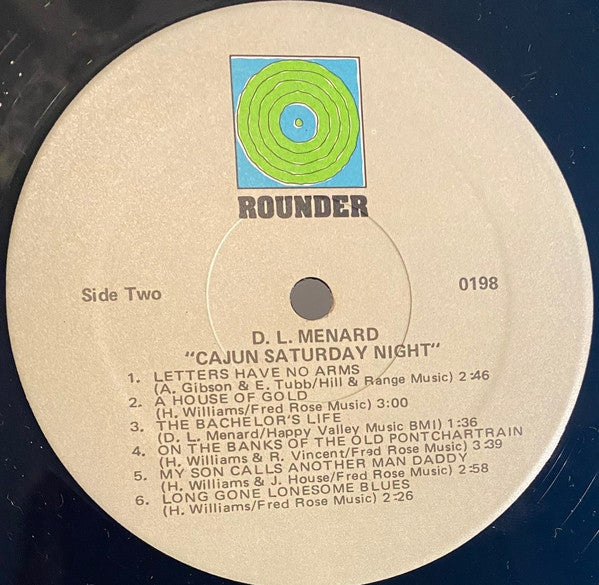 ROUNDER
Side Two
0198
D. L. MENARD
"CAJUN SATURDAY NIGHT"
1. LETTERS HAVE NO ARMS
(A. Gibson & E. Tubb/Hill & Range Music) 2:46
2. A HOUSE OF GOLD
(H. Williams/Fred Rose Music) 3:00
3. THE BACHELOR'S LIFE
(D. L. Menard/Happy Valley Music BMI) 1:36
4. ON THE BANKS OF THE OLD PONTCHARTRAIN
(H. Williams & R. Vincent/Fred Rose Music) 3:39
5. MY SON CALLS ANOTHER MAN DADDY
(H. Williams & J. House/Fred Rose Music) 2:58
6. LONG GONE LONESOME BLUES
(H. Williams/Fred Rose Music) 2:26